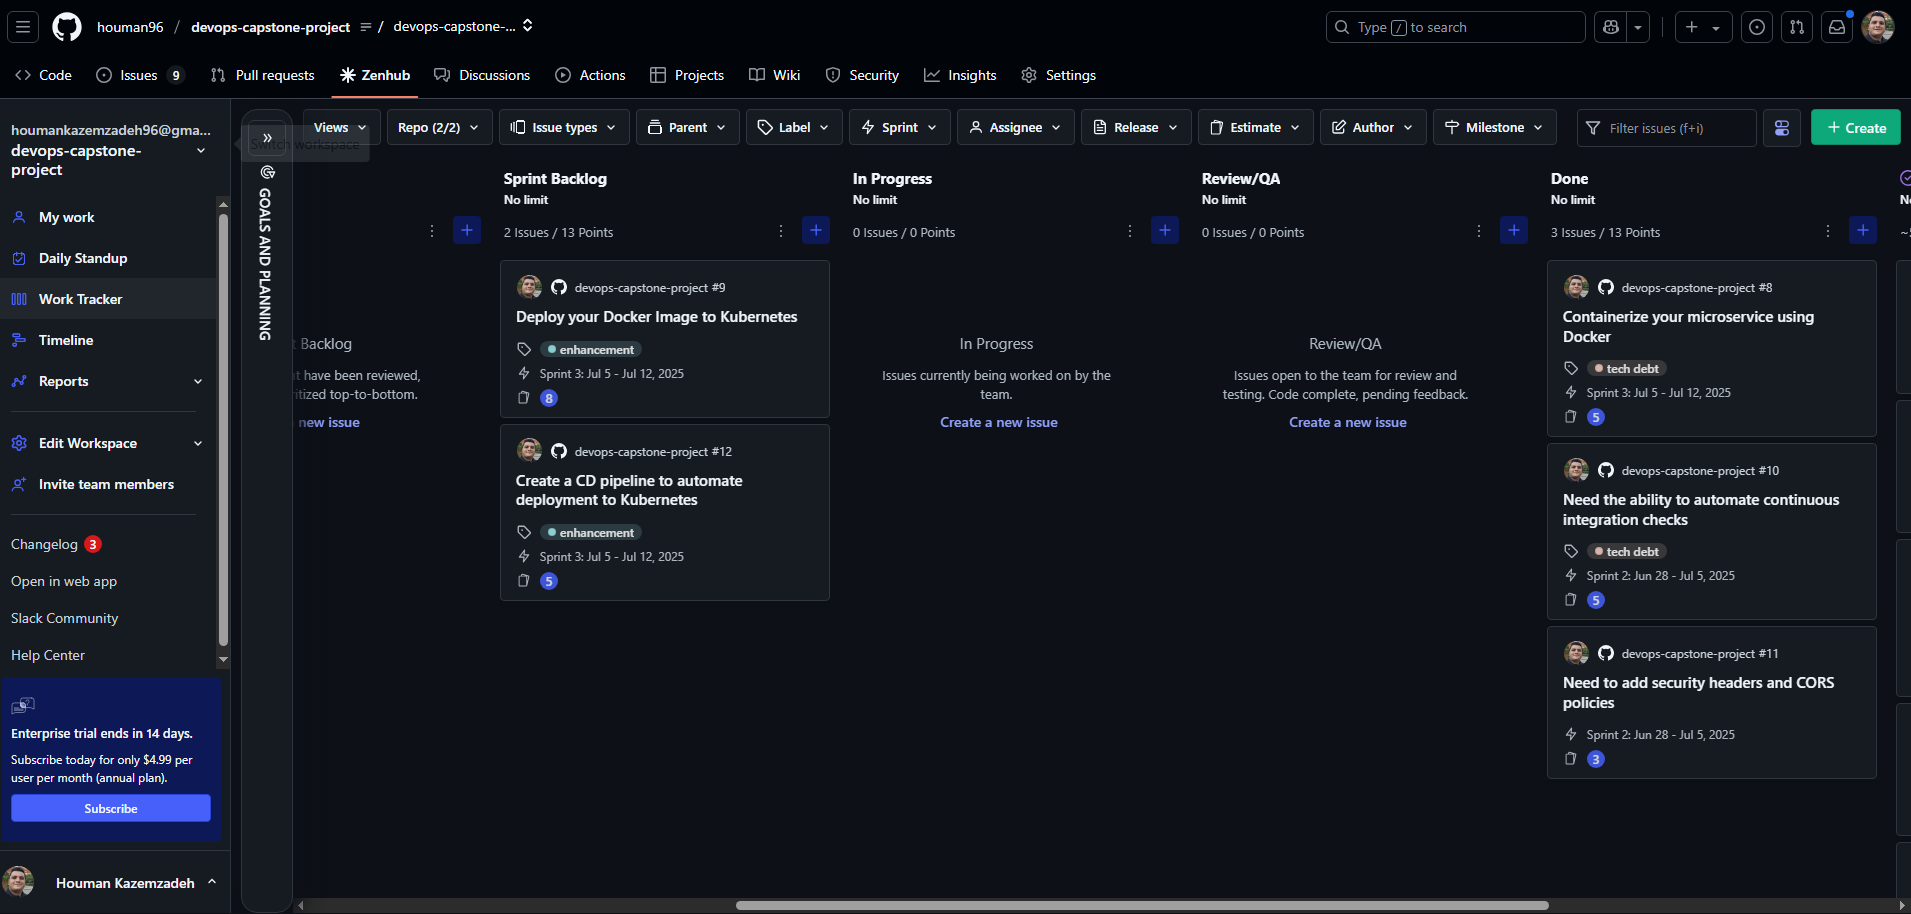 houman96 / devops-capstone-project / devops-capstone-...
Type / to search
Code
Issues 9
Pull requests
Zenhub
Discussions
Actions
Projects
Wiki
Security
Insights
Settings
houmankazemzadeh96@gma...
devops-capstone-
project
My work
Daily Standup
Work Tracker
Timeline
Reports
Edit Workspace
Invite team members
Changelog 3
Open in web app
Slack Community
Help Center
Enterprise trial ends in 14 days.
Subscribe today for only $4.99 per
user per month (annual plan).
Subscribe
Houman Kazemzadeh
Switch workspace
GOALS AND PLANNING
Views
Repo (2/2)
Issue types
Parent
Label
Sprint
Assignee
Release
Estimate
Author
Milestone
Filter issues (f+i)
+ Create
t Backlog
t have been reviewed,
ritized top-to-bottom.
new issue
Sprint Backlog
No limit
2 Issues / 13 Points
devops-capstone-project #9
Deploy your Docker Image to Kubernetes
enhancement
Sprint 3: Jul 5 - Jul 12, 2025
8
devops-capstone-project #12
Create a CD pipeline to automate
deployment to Kubernetes
enhancement
Sprint 3: Jul 5 - Jul 12, 2025
5
In Progress
No limit
0 Issues / 0 Points
In Progress
Issues currently being worked on by the
team.
Create a new issue
Review/QA
No limit
0 Issues / 0 Points
Review/QA
Issues open to the team for review and
testing. Code complete, pending feedback.
Create a new issue
Done
No limit
3 Issues / 13 Points
devops-capstone-project #8
Containerize your microservice using
Docker
tech debt
Sprint 3: Jul 5 - Jul 12, 2025
5
devops-capstone-project #10
Need the ability to automate continuous
integration checks
tech debt
Sprint 2: Jun 28 - Jul 5, 2025
5
devops-capstone-project #11
Need to add security headers and CORS
policies
Sprint 2: Jun 28 - Jul 5, 2025
3